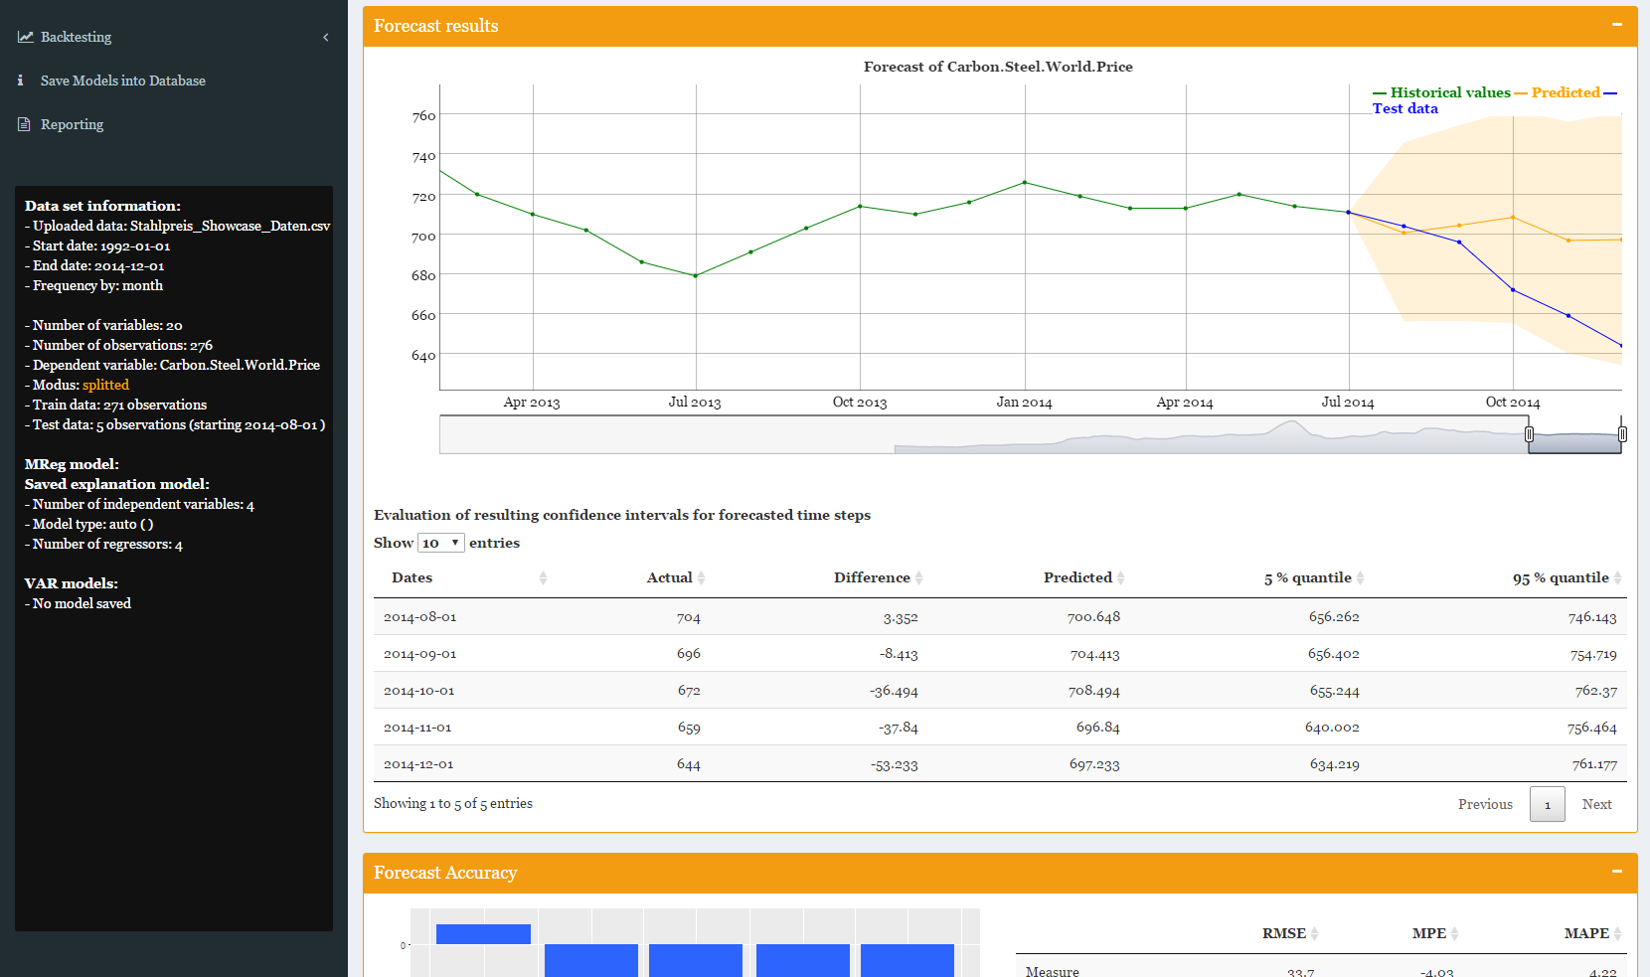 Backtesting
Save Models into Database
Reporting
Data set information:
- Uploaded data: Stahlpreis_Showcase_Daten.csv
- Start date: 1992-01-01
- End date: 2014-12-01
- Frequency by: month
- Number of variables: 20
- Number of observations: 276
- Dependent variable: Carbon.Steel.World.Price
- Modus: splitted
- Train data: 271 observations
- Test data: 5 observations (starting 2014-08-01 )
MReg model:
Saved explanation model:
- Number of independent variables: 4
- Model type: auto ( )
- Number of regressors: 4
VAR models:
- No model saved
Forecast results
Forecast of Carbon.Steel.World.Price
Historical values Predicted
Test data
760
740
720
700
680
660
640
Apr 2013 Jul 2013 Oct 2013 Jan 2014 Apr 2014 Jul 2014 Oct 2014
Evaluation of resulting confidence intervals for forecasted time steps
Show 10 entries
Dates Actual Difference Predicted 5 % quantile 95 % quantile
2014-08-01 704 3.352 700.648 656.262 746.143
2014-09-01 696 -8.413 704.413 656.402 754.719
2014-10-01 672 -36.494 708.494 655.244 762.37
2014-11-01 659 -37.84 696.84 640.002 756.464
2014-12-01 644 -53.233 697.233 634.219 761.177
Showing 1 to 5 of 5 entries
Previous 1 Next
Forecast Accuracy
0
RMSE MPE MAPE
Measure 33.7 -4.03 4.22